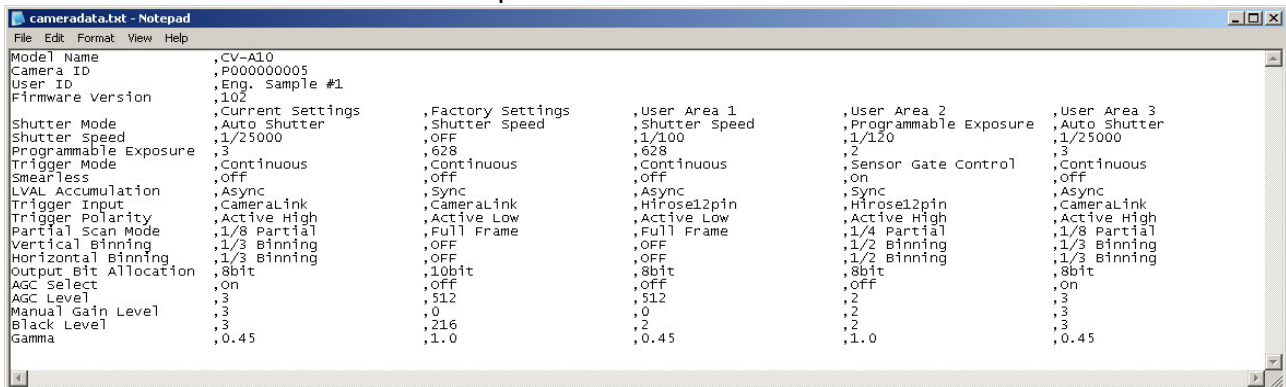 cameradata.txt - Notepad
File Edit Format View Help
Model Name ,CV-A10
Camera ID ,P000000005
User ID ,Eng. Sample #1
Firmware Version ,102
,Current Settings ,Factory Settings ,User Area 1 ,User Area 2 ,User Area 3
Shutter Mode ,Auto Shutter ,Shutter Speed ,Shutter Speed ,Programmable Exposure ,Auto Shutter
Shutter Speed ,1/25000 ,OFF ,1/100 ,1/120 ,1/25000
Programmable Exposure ,3 ,628 ,628 ,2 ,3
Trigger Mode ,Continuous ,Continuous ,Continuous ,Sensor Gate Control ,Continuous
Smearless ,Off ,Off ,Off ,On ,Off
LVAL Accumulation ,Async ,Sync ,Async ,Sync ,Async
Trigger Input ,CameraLink ,CameraLink ,Hirose12pin ,Hirose12pin ,CameraLink
Trigger Polarity ,Active High ,Active Low ,Active Low ,Active High ,Active High
Partial Scan Mode ,1/8 Partial ,Full Frame ,Full Frame ,1/4 Partial ,1/8 Partial
Vertical Binning ,1/3 Binning ,OFF ,OFF ,1/2 Binning ,1/3 Binning
Horizontal Binning ,1/3 Binning ,OFF ,OFF ,1/2 Binning ,1/3 Binning
Output Bit Allocation ,8bit ,10bit ,8bit ,8bit ,8bit
AGC Select ,On ,Off ,Off ,Off ,On
AGC Level ,3 ,512 ,512 ,2 ,3
Manual Gain Level ,3 ,0 ,0 ,2 ,3
Black Level ,3 ,216 ,2 ,2 ,3
Gamma ,0.45 ,1.0 ,0.45 ,1.0 ,0.45